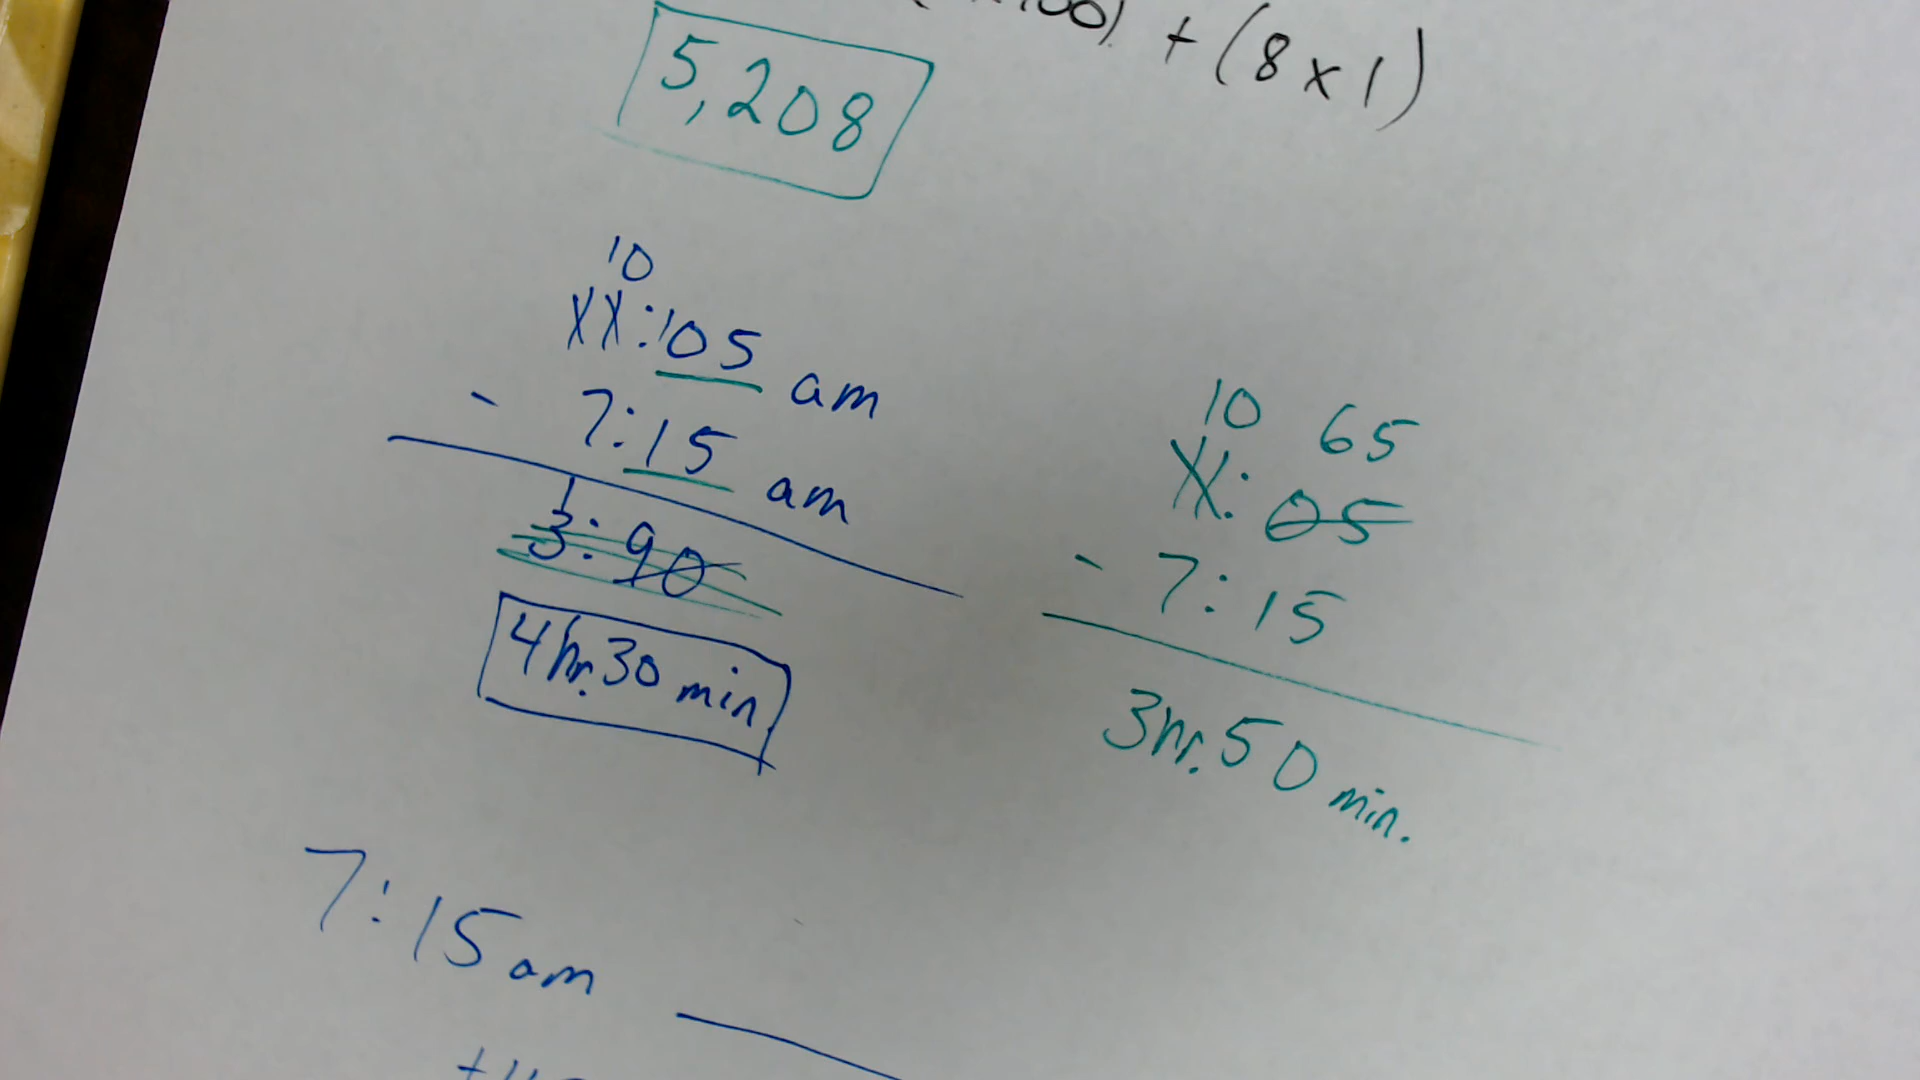 + (8 x 1)
5,208
10
XX:105 am
- 7:15 am
1
3:90
4hr. 30 min
10 65
XX:05
- 7:15
3hr. 50 min.
7:15am